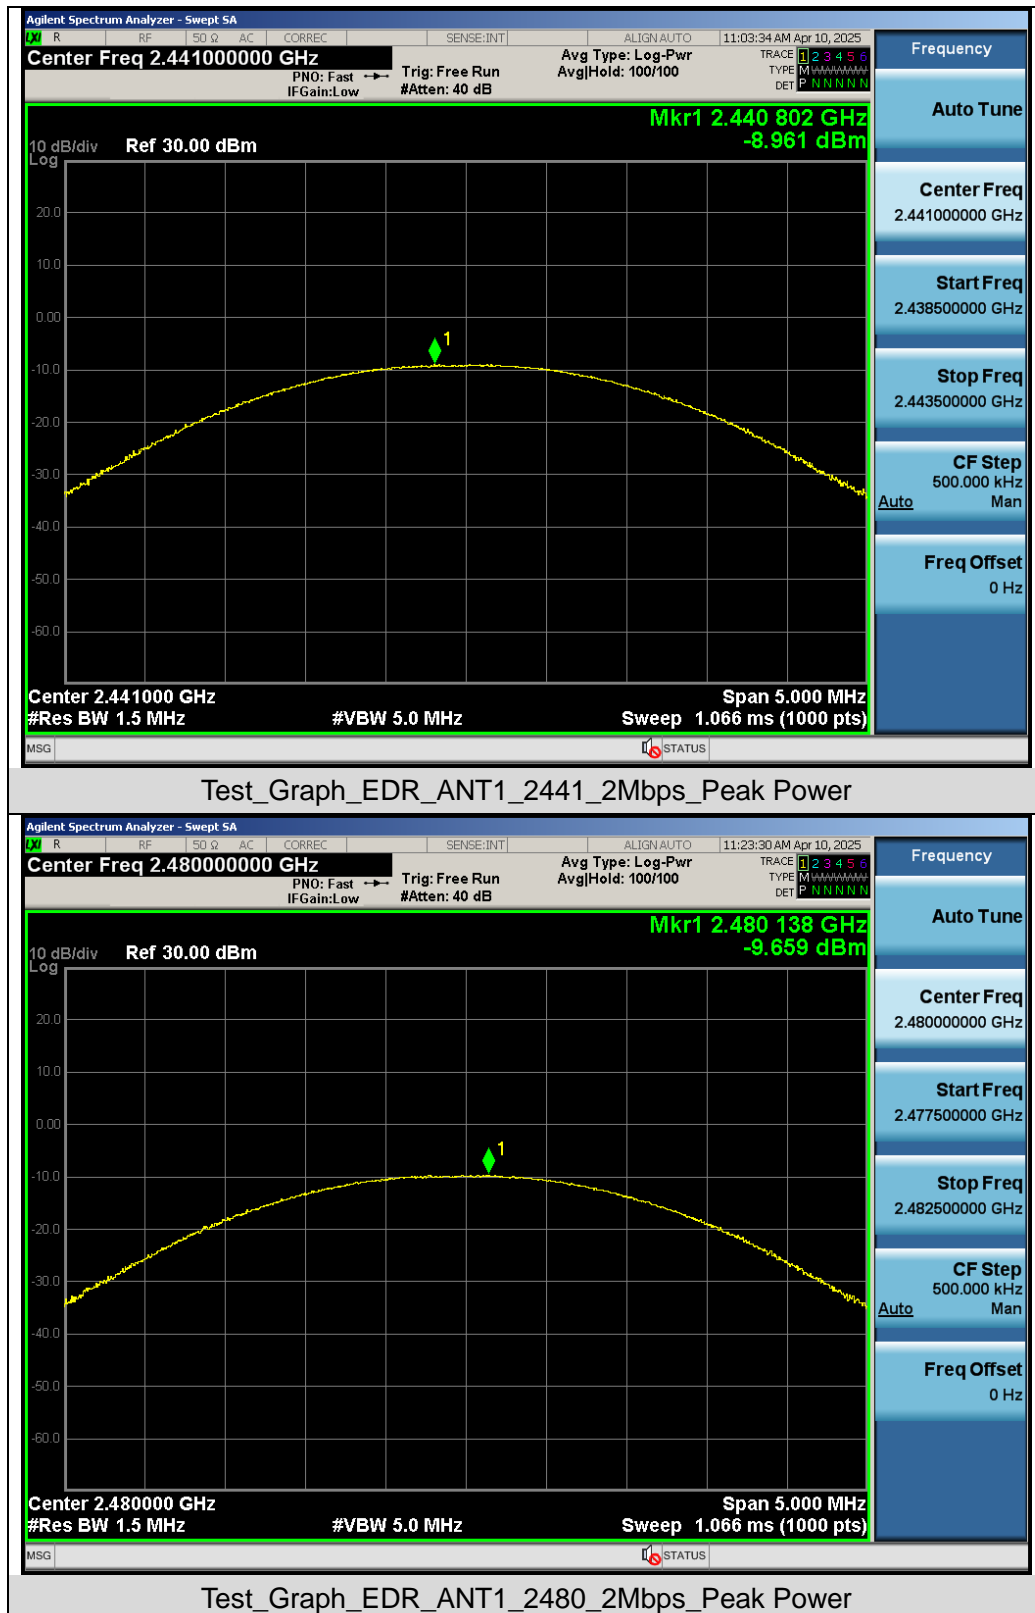 Agilent Spectrum Analyzer - Swept SA
LXI R RF 50 Ω AC CORREC SENSE:INT ALIGN AUTO 11:03:34 AM Apr 10, 2025
Center Freq 2.441000000 GHz
PNO: Fast
IFGain:Low
Trig: Free Run
#Atten: 40 dB
Avg Type: Log-Pwr
Avg|Hold: 100/100
TRACE 1 2 3 4 5 6
TYPE M WWWWW
DET P N N N N N
Mkr1 2.440 802 GHz
-8.961 dBm
10 dB/div Ref 30.00 dBm
Log
20.0
10.0
0.00
-10.0
-20.0
-30.0
-40.0
-50.0
-60.0
1
Center 2.441000 GHz Span 5.000 MHz
#Res BW 1.5 MHz #VBW 5.0 MHz Sweep 1.066 ms (1000 pts)
MSG STATUS
Frequency
Auto Tune
Center Freq
2.441000000 GHz
Start Freq
2.438500000 GHz
Stop Freq
2.443500000 GHz
CF Step
500.000 kHz
Auto Man
Freq Offset
0 Hz
Test_Graph_EDR_ANT1_2441_2Mbps_Peak Power
Agilent Spectrum Analyzer - Swept SA
LXI R RF 50 Ω AC CORREC SENSE:INT ALIGN AUTO 11:23:30 AM Apr 10, 2025
Center Freq 2.480000000 GHz
PNO: Fast
IFGain:Low
Trig: Free Run
#Atten: 40 dB
Avg Type: Log-Pwr
Avg|Hold: 100/100
TRACE 1 2 3 4 5 6
TYPE M WWWWW
DET P N N N N N
Mkr1 2.480 138 GHz
-9.659 dBm
10 dB/div Ref 30.00 dBm
Log
20.0
10.0
0.00
-10.0
-20.0
-30.0
-40.0
-50.0
-60.0
1
Center 2.480000 GHz Span 5.000 MHz
#Res BW 1.5 MHz #VBW 5.0 MHz Sweep 1.066 ms (1000 pts)
MSG STATUS
Frequency
Auto Tune
Center Freq
2.480000000 GHz
Start Freq
2.477500000 GHz
Stop Freq
2.482500000 GHz
CF Step
500.000 kHz
Auto Man
Freq Offset
0 Hz
Test_Graph_EDR_ANT1_2480_2Mbps_Peak Power